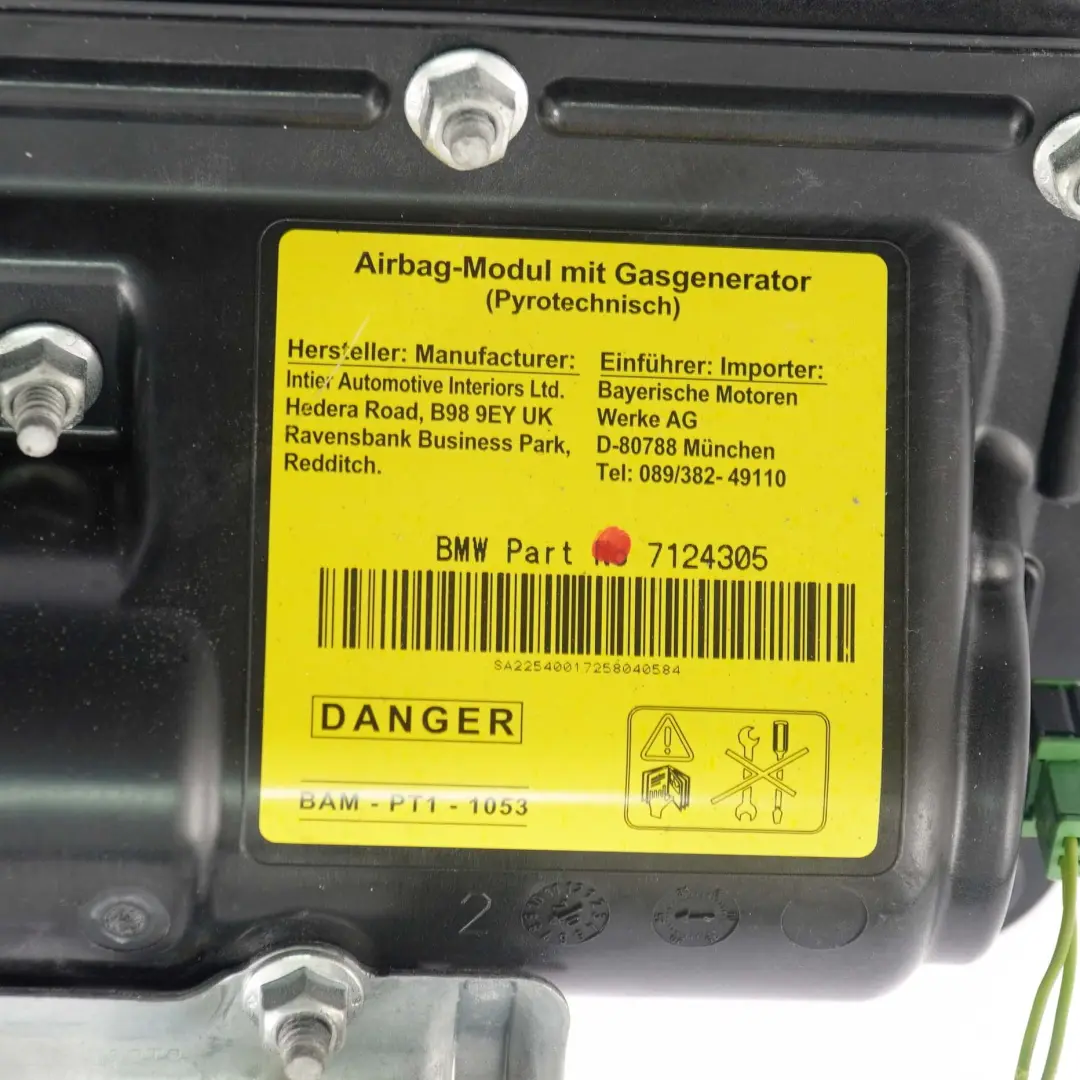 Airbag-Modul mit Gasgenerator
(Pyrotechnisch)
Hersteller: Manufacturer:
Intier Automotive Interiors Ltd.
Hedera Road, B98 9EY UK
Ravensbank Business Park,
Redditch.
Einführer: Importer:
Bayerische Motoren
Werke AG
D-80788 München
Tel: 089/382- 49110
BMW Part No 7124305
SA22540017258040584
DANGER
BAM - PT1 - 1053
2